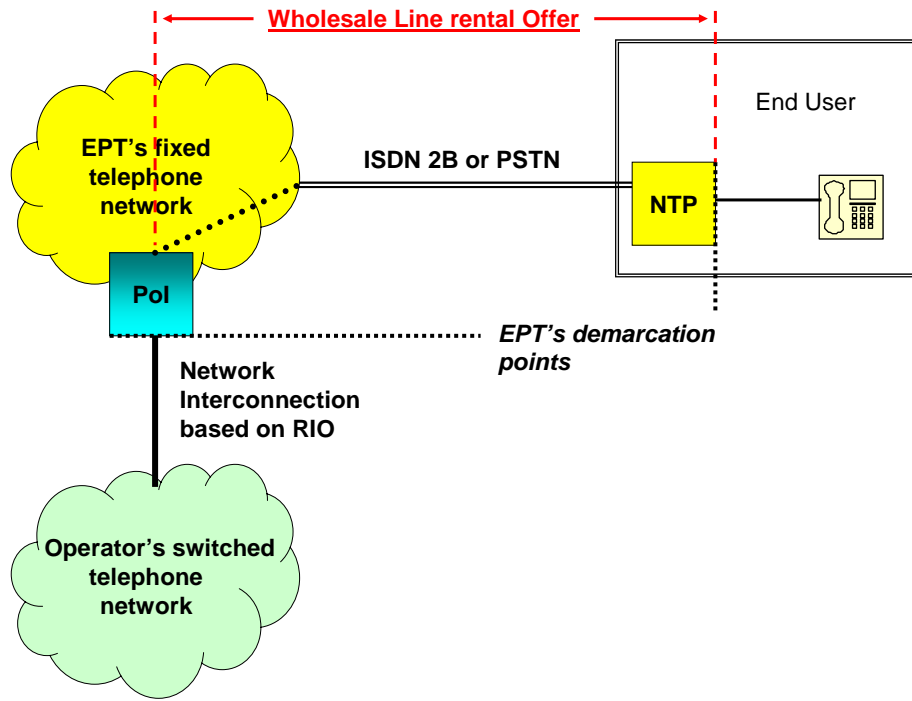 Wholesale Line rental Offer
End User
EPT’s fixed
telephone
network
ISDN 2B or PSTN
NTP
PoI
EPT’s demarcation
points
Network
Interconnection
based on RIO
Operator’s switched
telephone
network